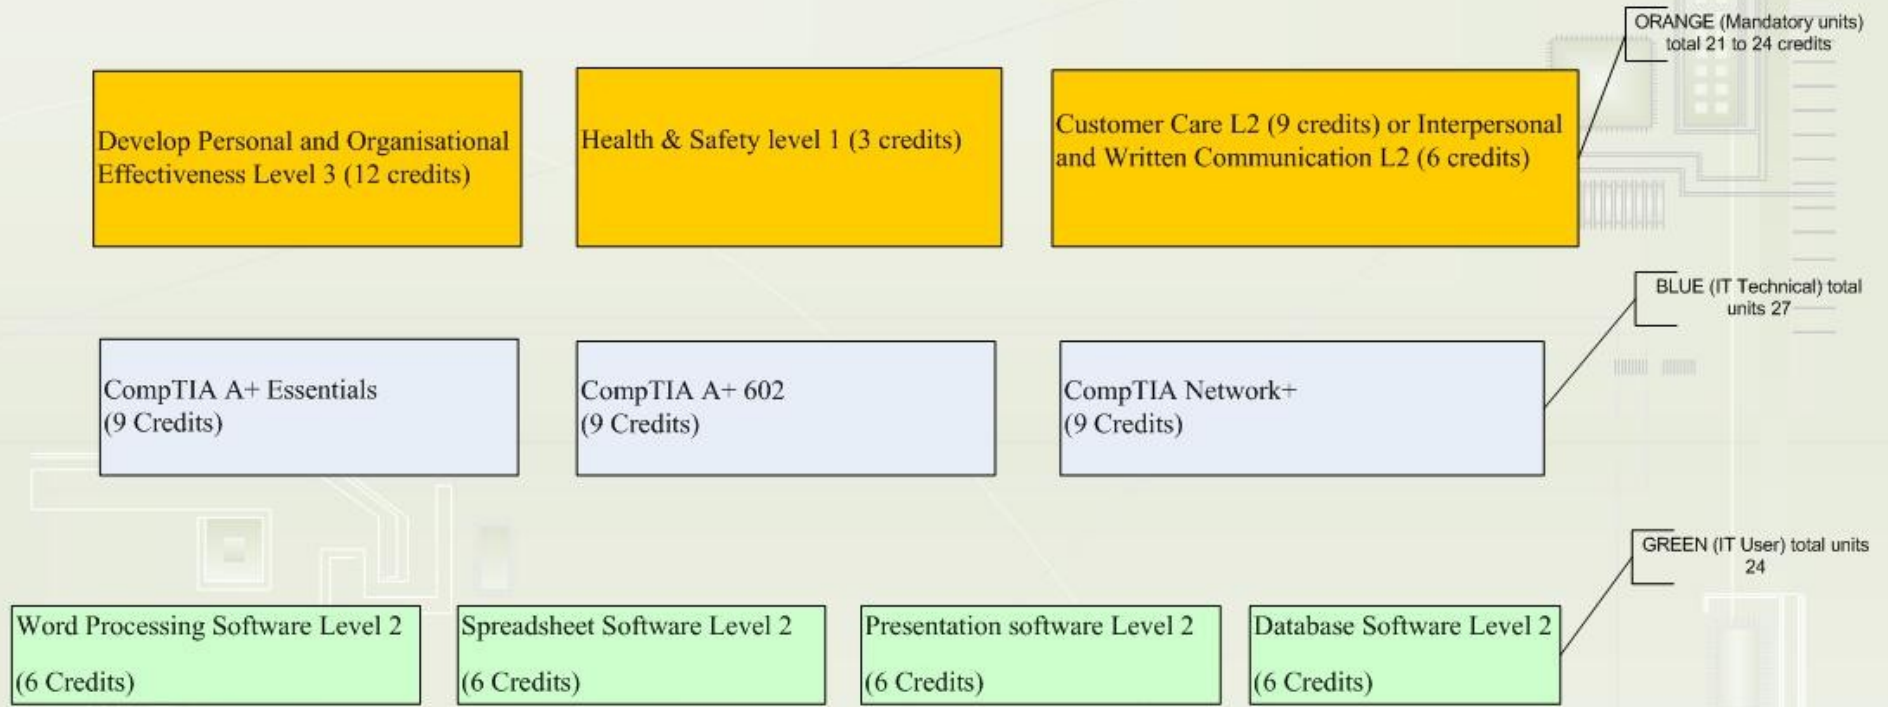 ORANGE (Mandatory units)
total 21 to 24 credits
Develop Personal and Organisational
Effectiveness Level 3 (12 credits)
Health & Safety level 1 (3 credits)
Customer Care L2 (9 credits) or Interpersonal
and Written Communication L2 (6 credits)
BLUE (IT Technical) total
units 27
CompTIA A+ Essentials
(9 Credits)
CompTIA A+ 602
(9 Credits)
CompTIA Network+
(9 Credits)
GREEN (IT User) total units
24
Word Processing Software Level 2
(6 Credits)
Spreadsheet Software Level 2
(6 Credits)
Presentation software Level 2
(6 Credits)
Database Software Level 2
(6 Credits)